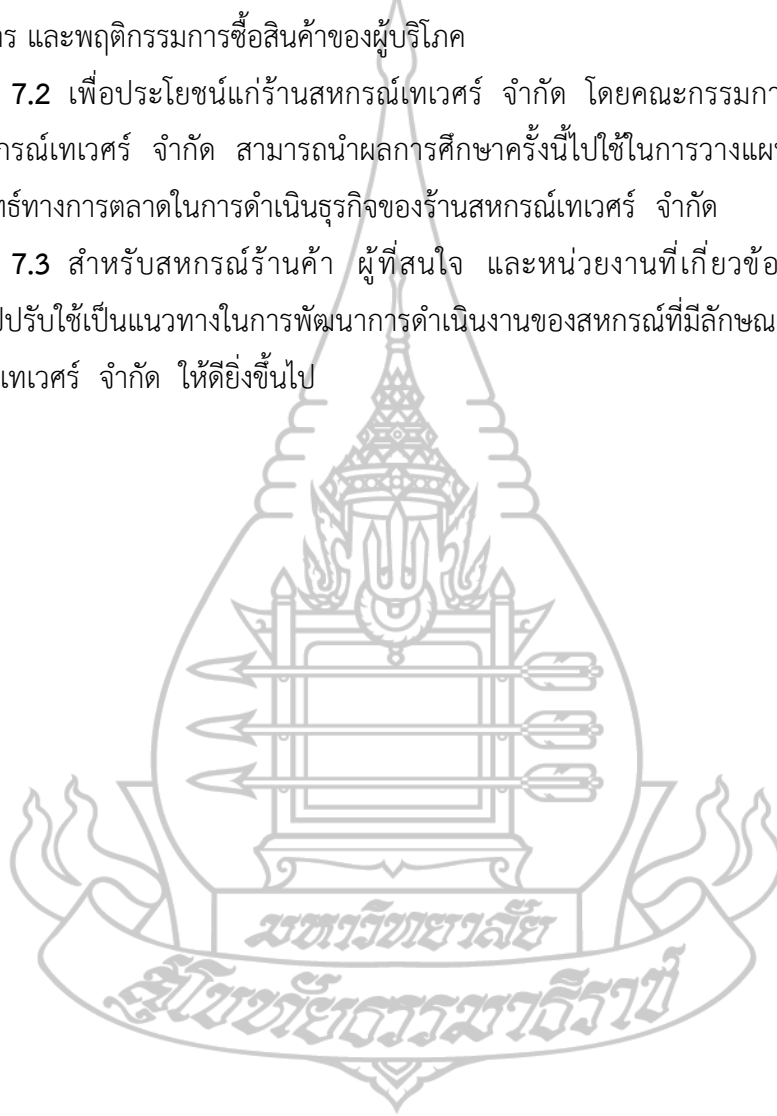 และพฤติกรรมการซื้อสินค้าของผู้บริโภค
7.2 เพื่อประโยชน์แก่ร้านสหกรณ์เทเวศร์ จำกัด โดยคณะกรรมกา
กรณ์เทเวศร์ จำกัด สามารถนำผลการศึกษาครั้งนี้ไปใช้ในการวางแผ
ทธ์ทางการตลาดในการดำเนินธุรกิจของร้านสหกรณ์เทเวศร์ จำกัด
7.3 สำหรับสหกรณ์ร้านค้า ผู้ที่สนใจ และหน่วยงานที่เกี่ยวข้อ
ปปรับใช้เป็นแนวทางในการพัฒนาการดำเนินงานของสหกรณ์ที่มีลักษณ
เทเวศร์ จำกัด ให้ดียิ่งขึ้นไป
มหาวิทยาลัย
สุโขทัยธรรมาธิราช